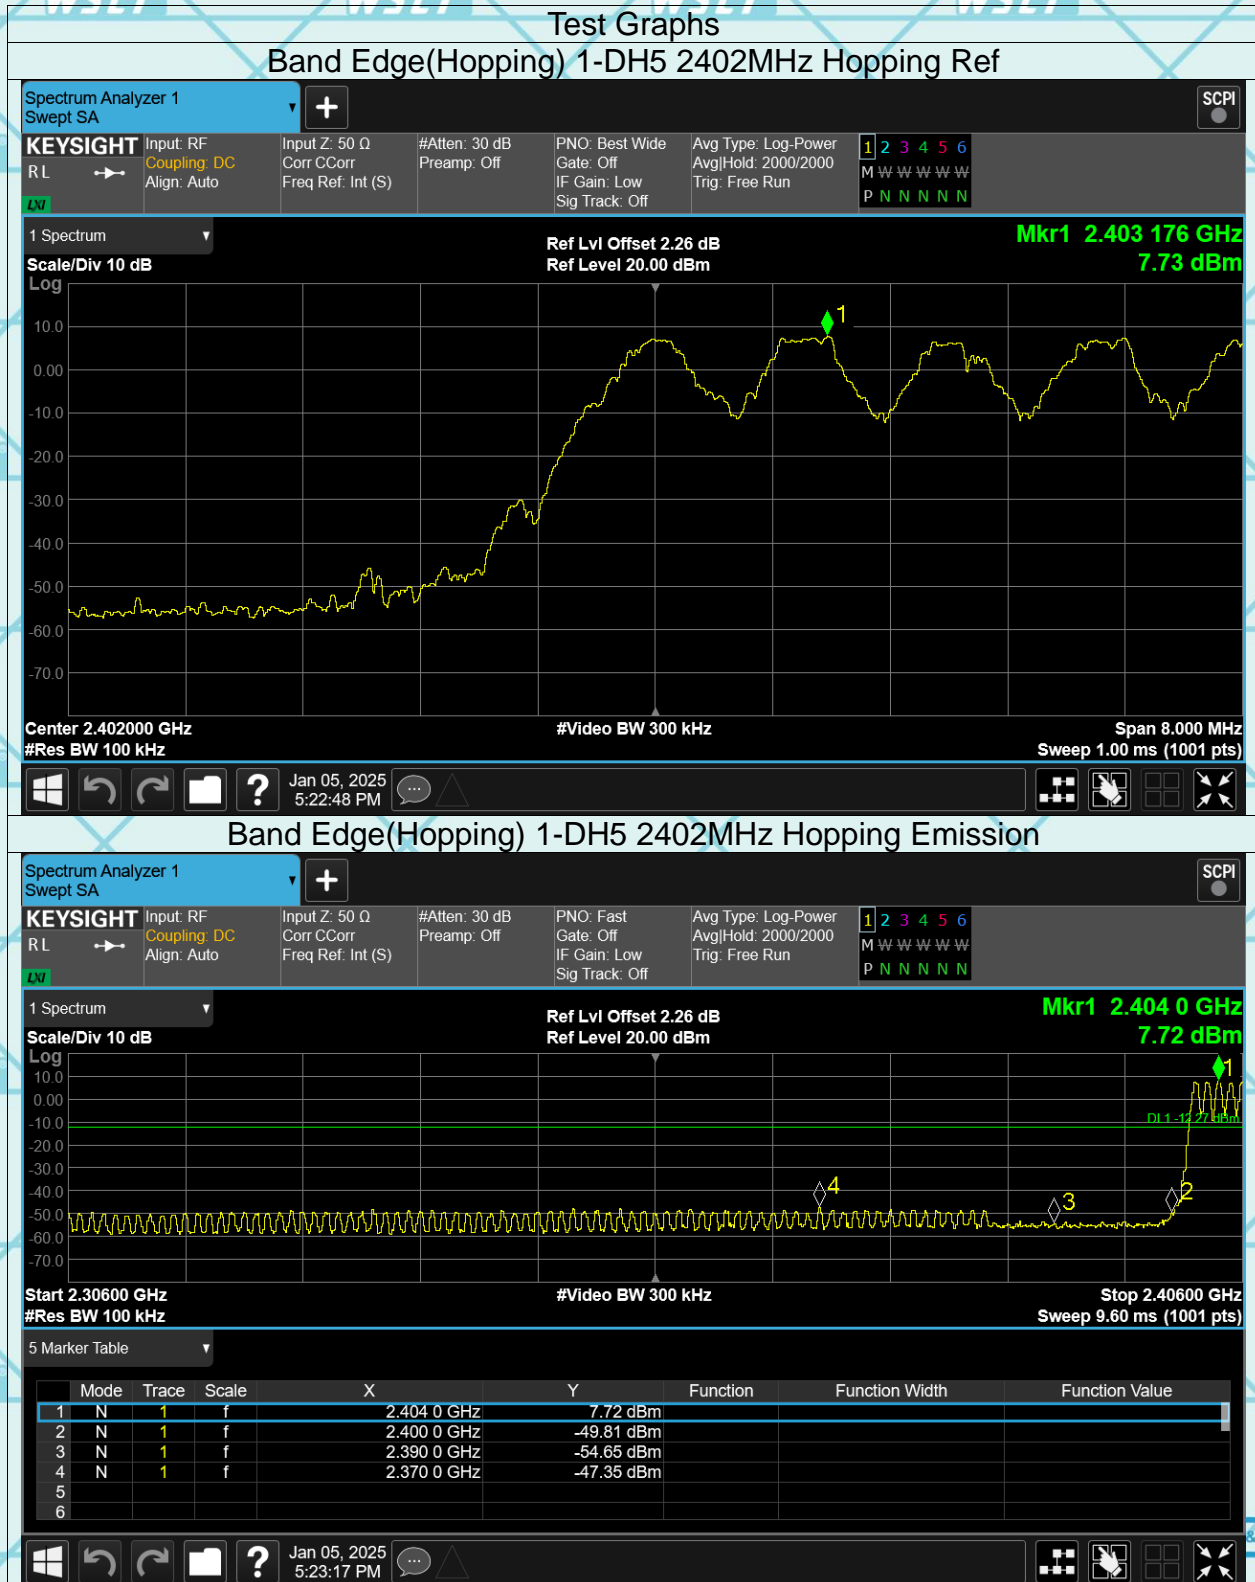 WSCT WSCT WSCT
Test Graphs
Band Edge(Hopping) 1-DH5 2402MHz Hopping Ref
Spectrum Analyzer 1
Swept SA
+
SCPI
KEYSIGHT Input: RF Input Z: 50 Ω #Atten: 30 dB PNO: Best Wide Avg Type: Log-Power 1 2 3 4 5 6
RL Coupling: DC Corr CCorr Preamp: Off Gate: Off Avg|Hold: 2000/2000 M W W W W W
Align: Auto Freq Ref: Int (S) IF Gain: Low Trig: Free Run
LXI Sig Track: Off P N N N N N
1 Spectrum
Ref Lvl Offset 2.26 dB Mkr1 2.403 176 GHz
Scale/Div 10 dB Ref Level 20.00 dBm 7.73 dBm
Log
1
10.0
0.00
-10.0
-20.0
-30.0
-40.0
-50.0
-60.0
-70.0
Center 2.402000 GHz #Video BW 300 kHz Span 8.000 MHz
#Res BW 100 kHz Sweep 1.00 ms (1001 pts)
? Jan 05, 2025
5:22:48 PM
Band Edge(Hopping) 1-DH5 2402MHz Hopping Emission
Spectrum Analyzer 1
Swept SA
+
SCPI
KEYSIGHT Input: RF Input Z: 50 Ω #Atten: 30 dB PNO: Fast Avg Type: Log-Power 1 2 3 4 5 6
RL Coupling: DC Corr CCorr Preamp: Off Gate: Off Avg|Hold: 2000/2000 M W W W W W
Align: Auto Freq Ref: Int (S) IF Gain: Low Trig: Free Run
LXI Sig Track: Off P N N N N N
1 Spectrum
Ref Lvl Offset 2.26 dB Mkr1 2.404 0 GHz
Scale/Div 10 dB Ref Level 20.00 dBm 7.72 dBm
Log
1
10.0
0.00
-10.0 DL1 -12.27 dBm
-20.0
-30.0
-40.0 4 3 2
-50.0
-60.0
-70.0
Start 2.30600 GHz #Video BW 300 kHz Stop 2.40600 GHz
#Res BW 100 kHz Sweep 9.60 ms (1001 pts)
5 Marker Table
Mode Trace Scale X Y Function Function Width Function Value
1 N 1 f 2.404 0 GHz 7.72 dBm
2 N 1 f 2.400 0 GHz -49.81 dBm
3 N 1 f 2.390 0 GHz -54.65 dBm
4 N 1 f 2.370 0 GHz -47.35 dBm
5
6
? Jan 05, 2025
5:23:17 PM